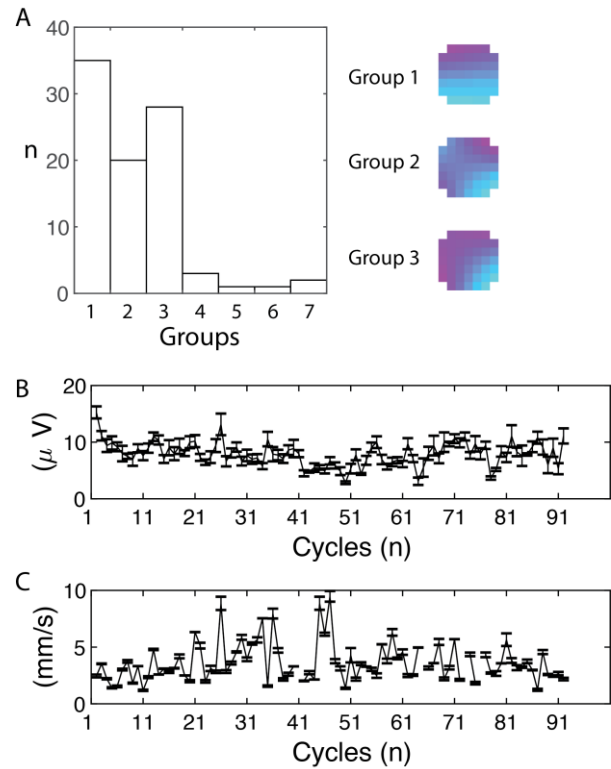 A
40
30
n
20
10
0
1 2 3 4 5 6 7
Groups
Group 1
Group 2
Group 3
B
20
(μ V)
10
0
1 11 21 31 41 51 61 71 81 91
Cycles (n)
C
10
(mm/s)
5
0
1 11 21 31 41 51 61 71 81 91
Cycles (n)